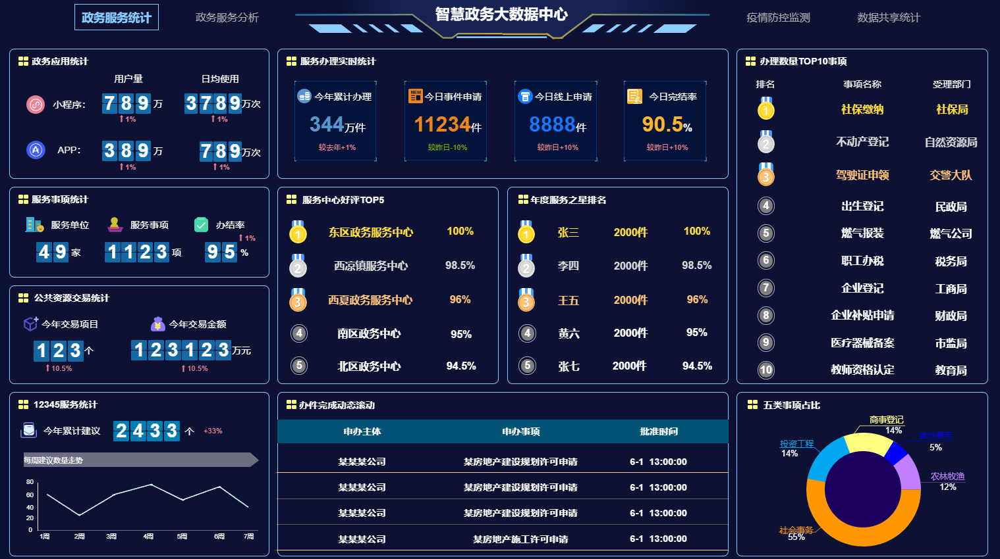 政务服务统计
政务服务分析
智慧政务大数据中心
疫情防控监测
数据共享统计
政务应用统计
用户量 日均使用
小程序： 789万 3789万次
1% 1%
APP： 389万 789万次
1% 1%
服务办理实时统计
今年累计办理
344万件
较去年+1%
NEW
今日事件申请
11234件
较昨日-10%
今日线上申请
8888件
较昨日+10%
今日完结率
90.5%
较昨日+10%
办理数量TOP10事项
排名 事项名称 受理部门
1 社保缴纳 社保局
2 不动产登记 自然资源局
3 驾驶证申领 交警大队
4 出生登记 民政局
5 燃气报装 燃气公司
6 职工办税 税务局
7 企业登记 工商局
8 企业补贴申请 财政局
9 医疗器械备案 市监局
10 教师资格认定 教育局
服务事项统计
服务单位 服务事项 办结率
1%
49家 1123项 95%
服务中心好评TOP5
1 东区政务服务中心 100%
2 西凉镇服务中心 98.5%
3 西夏政务服务中心 96%
4 南区政务中心 95%
5 北区政务中心 94.5%
年度服务之星排名
1 张三 2000件 100%
2 李四 2000件 98.5%
3 王五 2000件 96%
4 黄六 2000件 95%
5 张七 2000件 94.5%
公共资源交易统计
今年交易项目 今年交易金额
123个 123123万元
10.5% 10.5%
12345服务统计
今年累计建议 2433个 +33%
每周建议数量走势
80
60
40
20
0
1周 2周 3周 4周 5周 6周 7周
办件完成动态滚动
申办主体 申办事项 批准时间
某某某公司 某房地产建设规划许可申请 6-1 13:00:00
某某某公司 某房地产建设规划许可申请 6-1 13:00:00
某某某公司 某房地产建设规划许可申请 6-1 13:00:00
某某某公司 某房地产施工许可申请 6-1 13:00:00
五类事项占比
商事登记
14%
5%
投资工程
14%
农林牧渔
12%
社会事务
55%